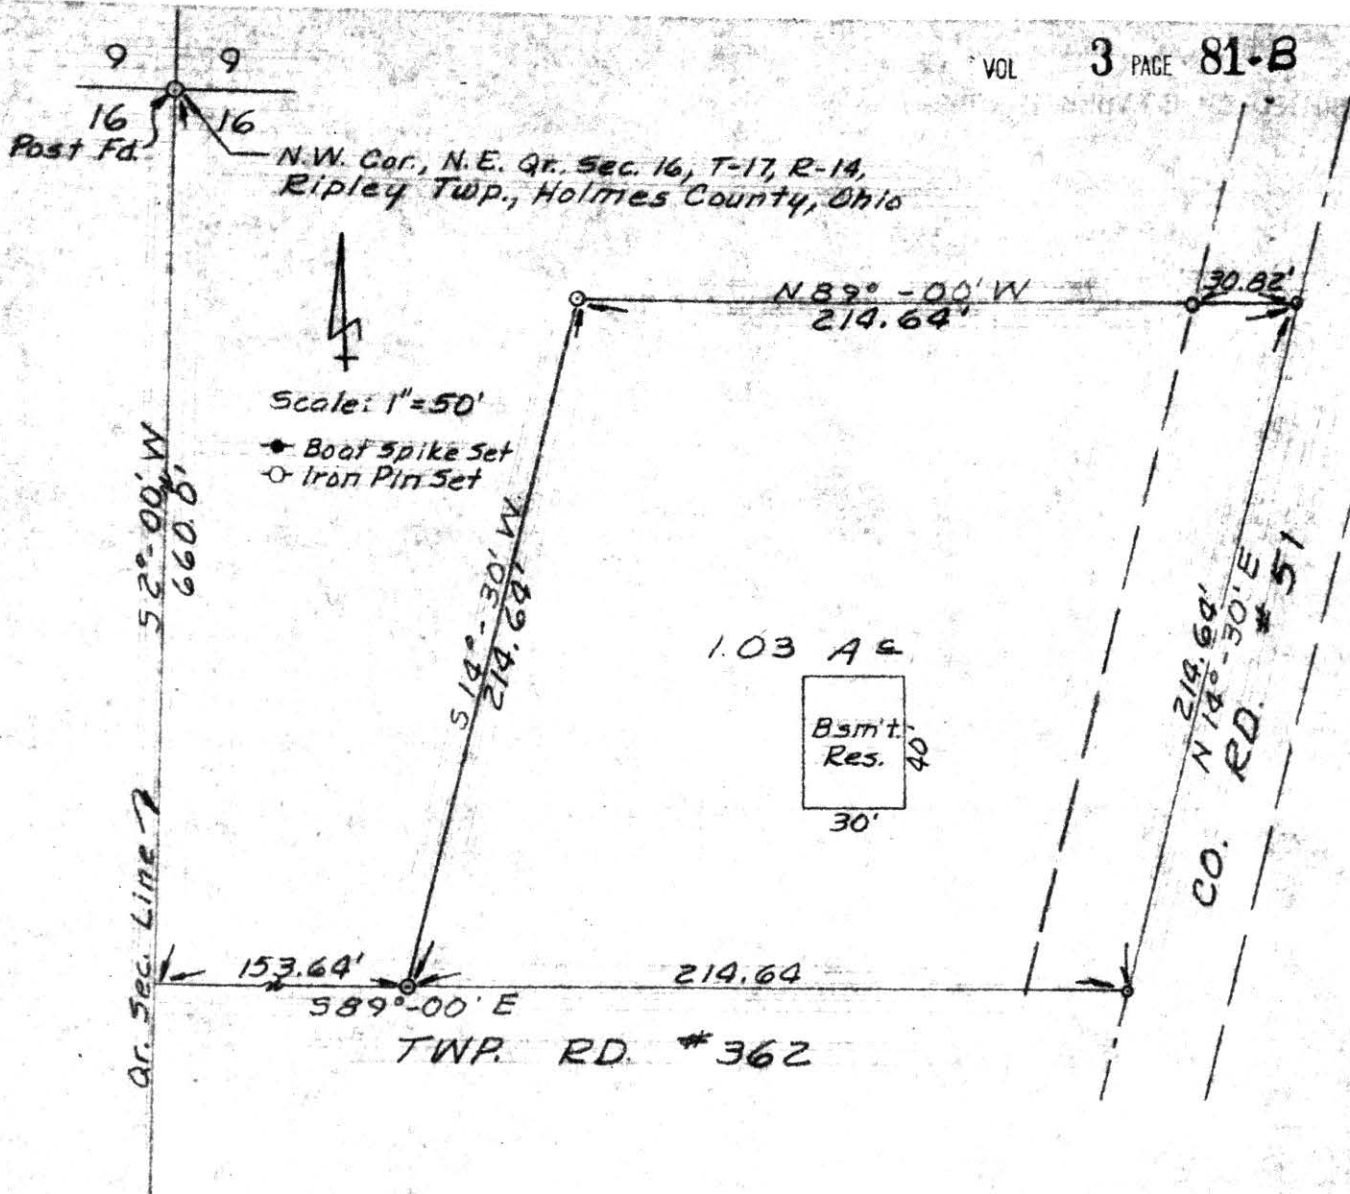 VOL 3 PAGE 81-B
9 9
16 16
Post Fd.
N.W. Cor., N.E. Qr. Sec. 16, T-17, R-14,
Ripley Twp., Holmes County, Ohio
N 89° - 00' W
214.64'
30.82'
Scale: 1"=50'
Boat Spike Set
Iron Pin Set
S 2° - 00' W
660.0'
S 14° - 30' W
214.64'
1.03 Ac
Bsm't.
Res.
40'
30'
214.64'
N 14° - 30' E
CO. RD. # 51
Qr. Sec. Line
153.64'
S 89° - 00' E
214.64
TWP. RD. # 362